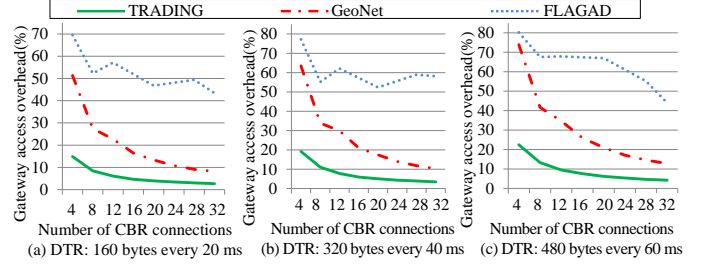 TRADING GeoNet FLAGAD
Gateway access overhead(%)
70
60
50
40
30
20
10
0
4 8 12 16 20 24 28 32
Number of CBR connections
(a) DTR: 160 bytes every 20 ms
Gateway access overhead(%)
80
70
60
50
40
30
20
10
0
4 8 12 16 20 24 28 32
Number of CBR connections
(b) DTR: 320 bytes every 40 ms
Gateway access overhead(%)
80
70
60
50
40
30
20
10
0
4 8 12 16 20 24 28 32
Number of CBR connections
(c) DTR: 480 bytes every 60 ms